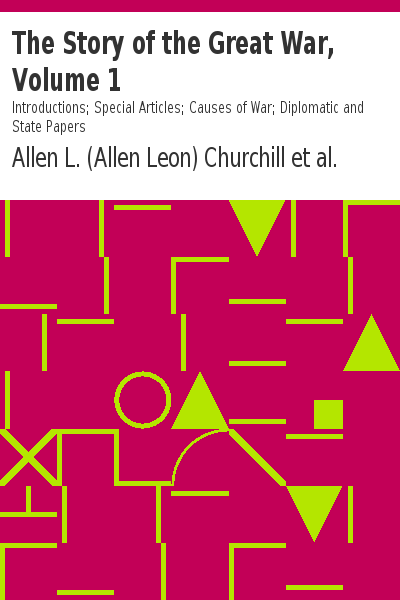 The Story of the Great War,
Volume 1
Introductions; Special Articles; Causes of War; Diplomatic and
State Papers
Allen L. (Allen Leon) Churchill et al.